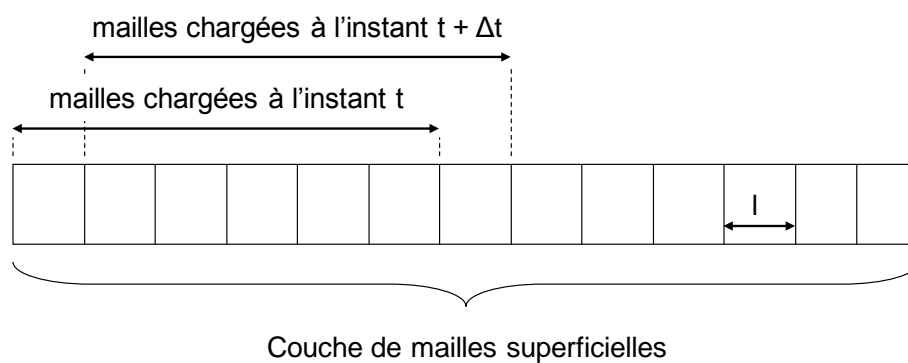 mailles chargées à l'instant t + Δt
mailles chargées à l'instant t
l
Couche de mailles superficielles